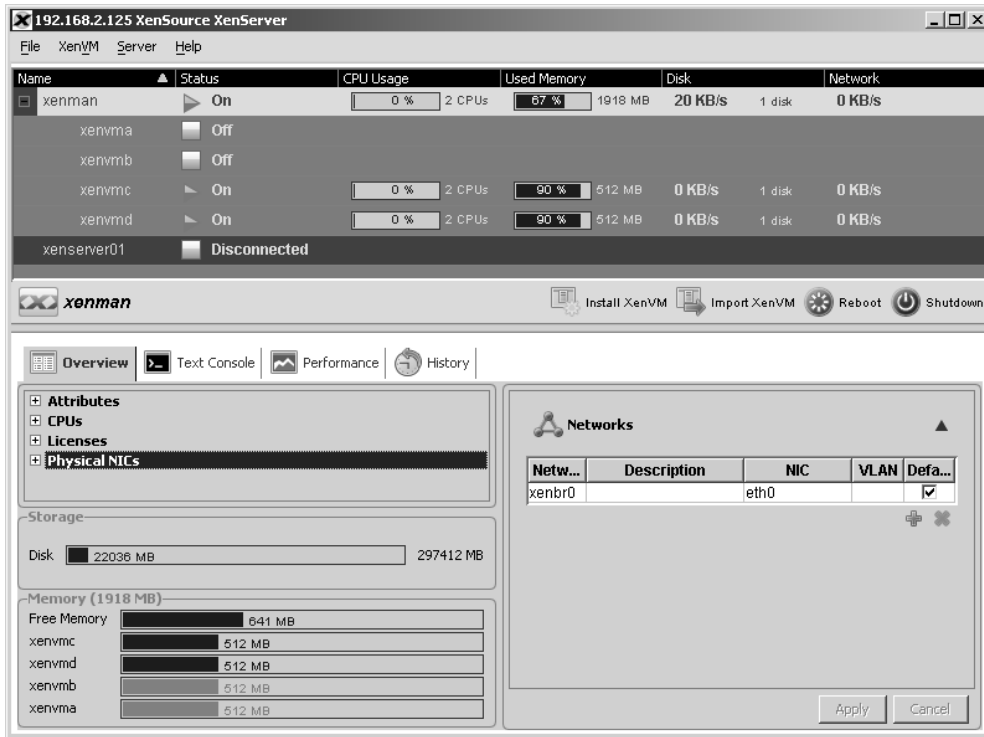 192.168.2.125 XenSource XenServer
File XenVM Server Help
Name Status CPU Usage Used Memory Disk Network
xenman On 0 % 2 CPUs 67 % 1918 MB 20 KB/s 1 disk 0 KB/s
xenvma Off
xenvmb Off
xenvmc On 0 % 2 CPUs 90 % 512 MB 0 KB/s 1 disk 0 KB/s
xenvmd On 0 % 2 CPUs 90 % 512 MB 0 KB/s 1 disk 0 KB/s
xenserver01 Disconnected
xenman Install XenVM Import XenVM Reboot Shutdown
Overview Text Console Performance History
Attributes
CPUs
Licenses
Physical NICs
Storage
Disk 22036 MB 297412 MB
Memory (1918 MB)
Free Memory 641 MB
xenvmc 512 MB
xenvmd 512 MB
xenvmb 512 MB
xenvma 512 MB
Networks
Netw... Description NIC VLAN Defa...
xenbr0 eth0
Apply Cancel